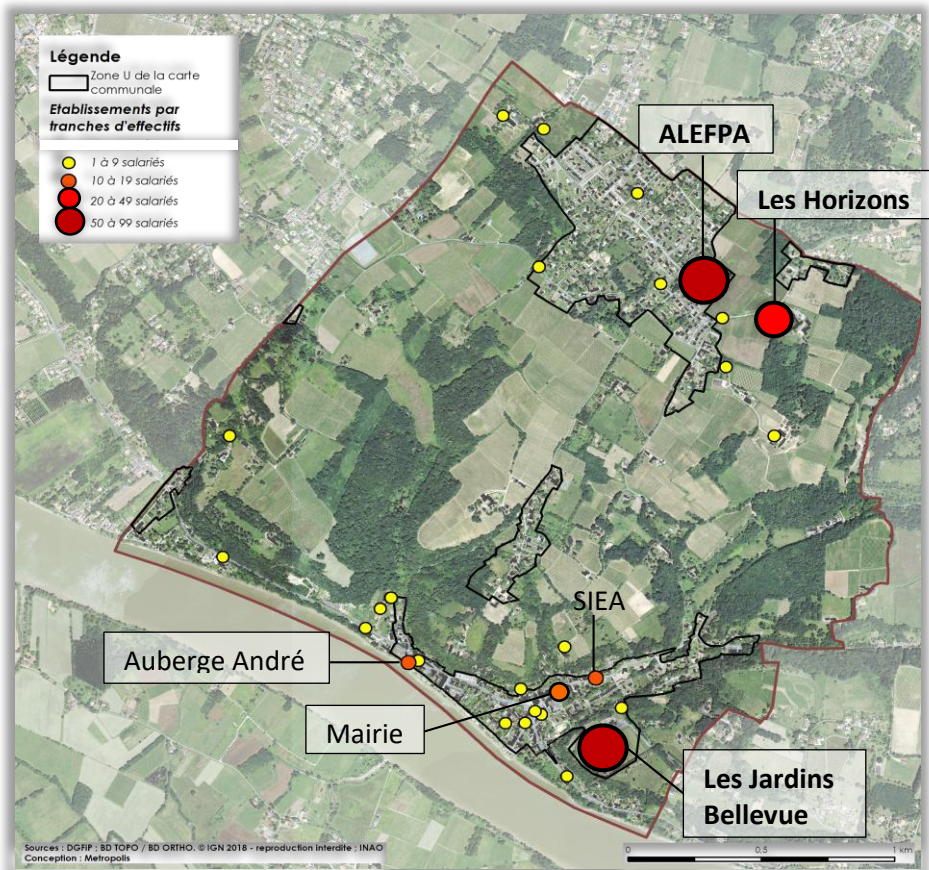 Légende
Zone U de la carte
communale
Etablissements par
tranches d'effectifs
1 à 9 salariés
10 à 19 salariés
20 à 49 salariés
50 à 99 salariés
ALEFPA
Les Horizons
SIEA
Auberge André
Mairie
Les Jardins
Bellevue
Sources : DGFiP ; BD TOPO / BD ORTHO. © IGN 2018 - reproduction interdite ; INAO
Conception : Metropolis
0 0,5 1 km